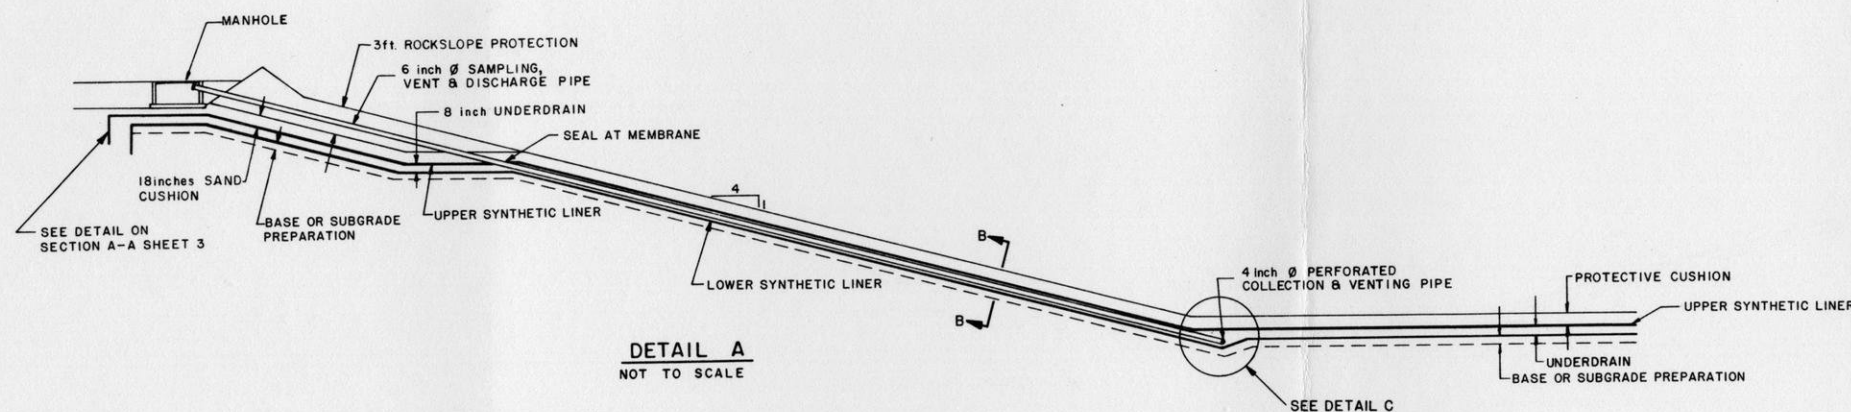 MANHOLE
3ft. ROCKSLOPE PROTECTION
6 inch Ø SAMPLING,
VENT & DISCHARGE PIPE
8 inch UNDERDRAIN
SEAL AT MEMBRANE
18inches SAND
CUSHION
BASE OR SUBGRADE
PREPARATION
UPPER SYNTHETIC LINER
SEE DETAIL ON
SECTION A-A SHEET 3
4
1
LOWER SYNTHETIC LINER
B
B
4 inch Ø PERFORATED
COLLECTION & VENTING PIPE
PROTECTIVE CUSHION
UPPER SYNTHETIC LINER
UNDERDRAIN
BASE OR SUBGRADE PREPARATION
SEE DETAIL C
DETAIL A
NOT TO SCALE